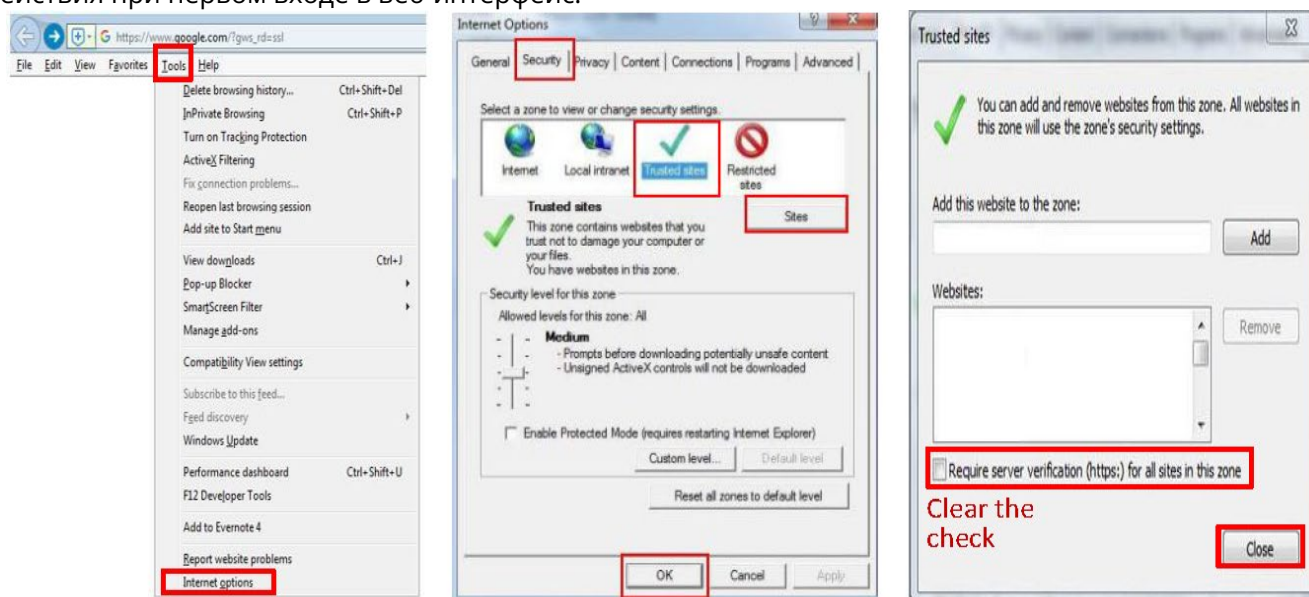 действия при первом входе в веб-интерфейс.
https://www.google.com/?gws_rd=ssl
File Edit View Favorites Tools Help
Delete browsing history... Ctrl+Shift+Del
InPrivate Browsing Ctrl+Shift+P
Turn on Tracking Protection
ActiveX Filtering
Fix connection problems...
Reopen last browsing session
Add site to Start menu
View downloads Ctrl+J
Pop-up Blocker
SmartScreen Filter
Manage add-ons
Compatibility View settings
Subscribe to this feed...
Feed discovery
Windows Update
Performance dashboard Ctrl+Shift+U
F12 Developer Tools
Add to Evernote 4
Report website problems
Internet options
Internet Options
General Security Privacy Content Connections Programs Advanced
Select a zone to view or change security settings.
Internet Local intranet Trusted sites Restricted
sites
Trusted sites
Sites
This zone contains websites that you
trust not to damage your computer or
your files.
You have websites in this zone.
Security level for this zone
Allowed levels for this zone: All
Medium
- Prompts before downloading potentially unsafe content
- Unsigned ActiveX controls will not be downloaded
Enable Protected Mode (requires restarting Internet Explorer)
Custom level... Default level
Reset all zones to default level
OK Cancel Apply
Trusted sites
You can add and remove websites from this zone. All websites in
this zone will use the zone's security settings.
Add this website to the zone:
Add
Websites:
Remove
Require server verification (https:) for all sites in this zone
Clear the
check
Close